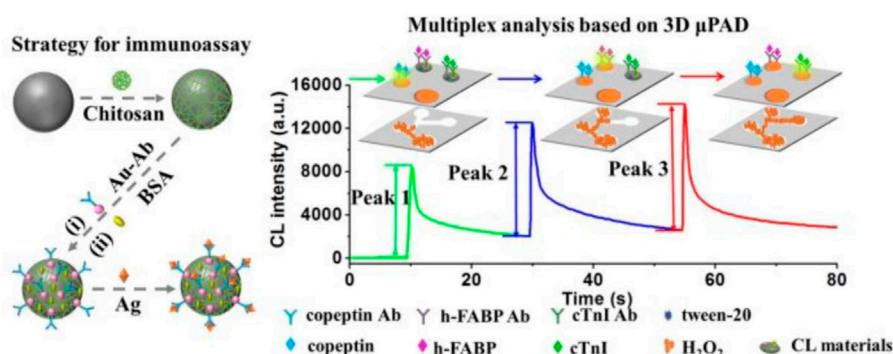 Multiplex analysis based on 3D μPAD
Strategy for immunoassay
Chitosan
Au-Ab
BSA
(i)
(ii)
Ag
CL intensity (a.u.)
16000
12000
8000
4000
0
Peak 1
Peak 2
Peak 3
0 20 40 60 80
Time (s)
copeptin Ab h-FABP Ab cTnI Ab tween-20
copeptin h-FABP cTnI H₂O₂ CL materials